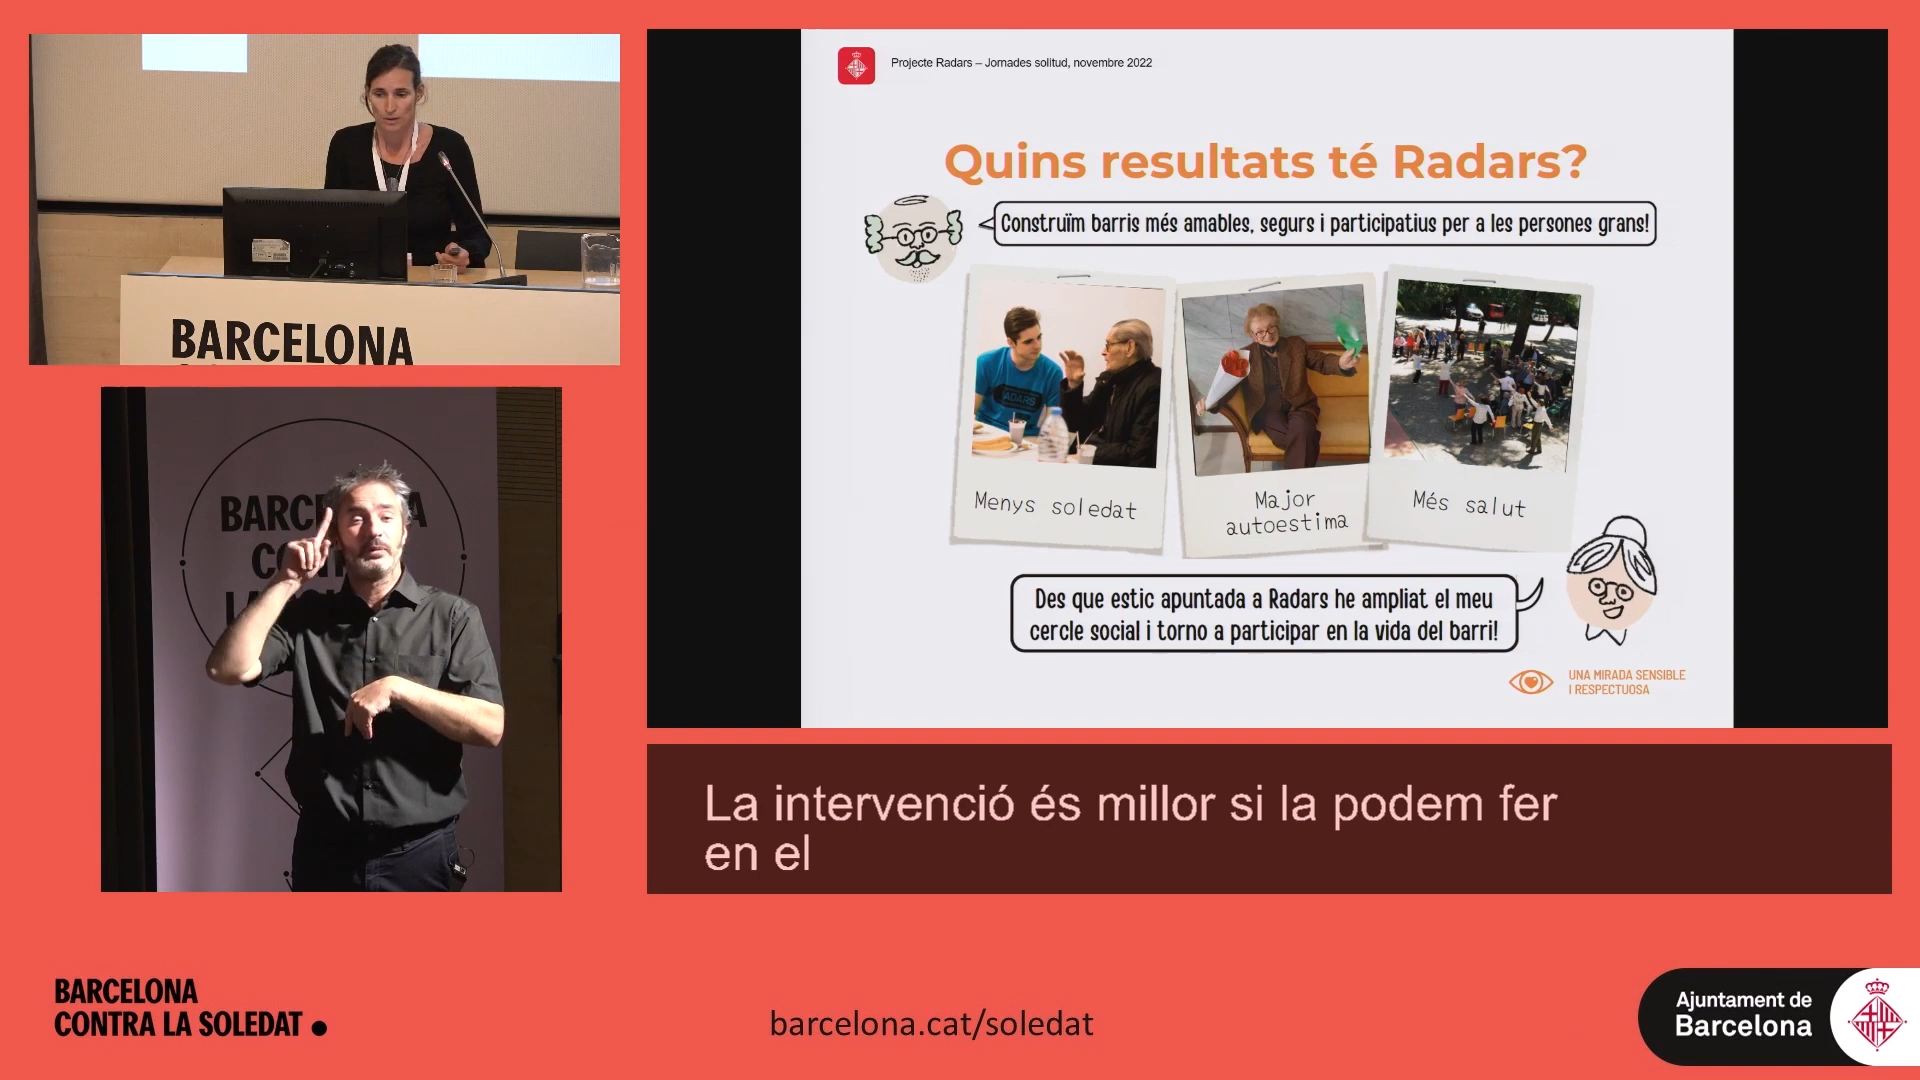 BARCELONA
Projecte Radars – Jornades solitud, novembre 2022
Quins resultats té Radars?
Construïm barris més amables, segurs i participatius per a les persones grans!
ADARS
Menys soledat
Major
autoestima
Més salut
Des que estic apuntada a Radars he ampliat el meu
cercle social i torno a participar en la vida del barri!
UNA MIRADA SENSIBLE
I RESPECTUOSA
La intervenció és millor si la podem fer
en el
BARCELONA
CONTRA LA SOLEDAT
barcelona.cat/soledat
Ajuntament de
Barcelona